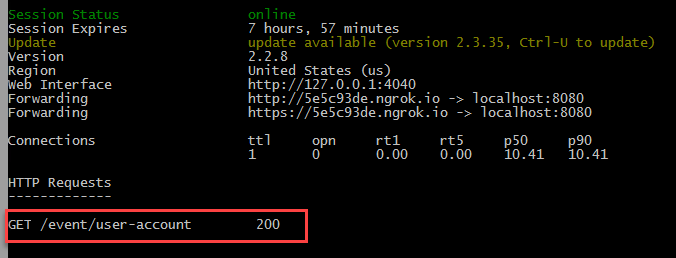 Session Status online
Session Expires 7 hours, 57 minutes
Update update available (version 2.3.35, Ctrl-U to update)
Version 2.2.8
Region United States (us)
Web Interface http://127.0.0.1:4040
Forwarding http://5e5c93de.ngrok.io -> localhost:8080
Forwarding https://5e5c93de.ngrok.io -> localhost:8080
Connections ttl opn rt1 rt5 p50 p90
1 0 0.00 0.00 10.41 10.41
HTTP Requests
-------------
GET /event/user-account 200